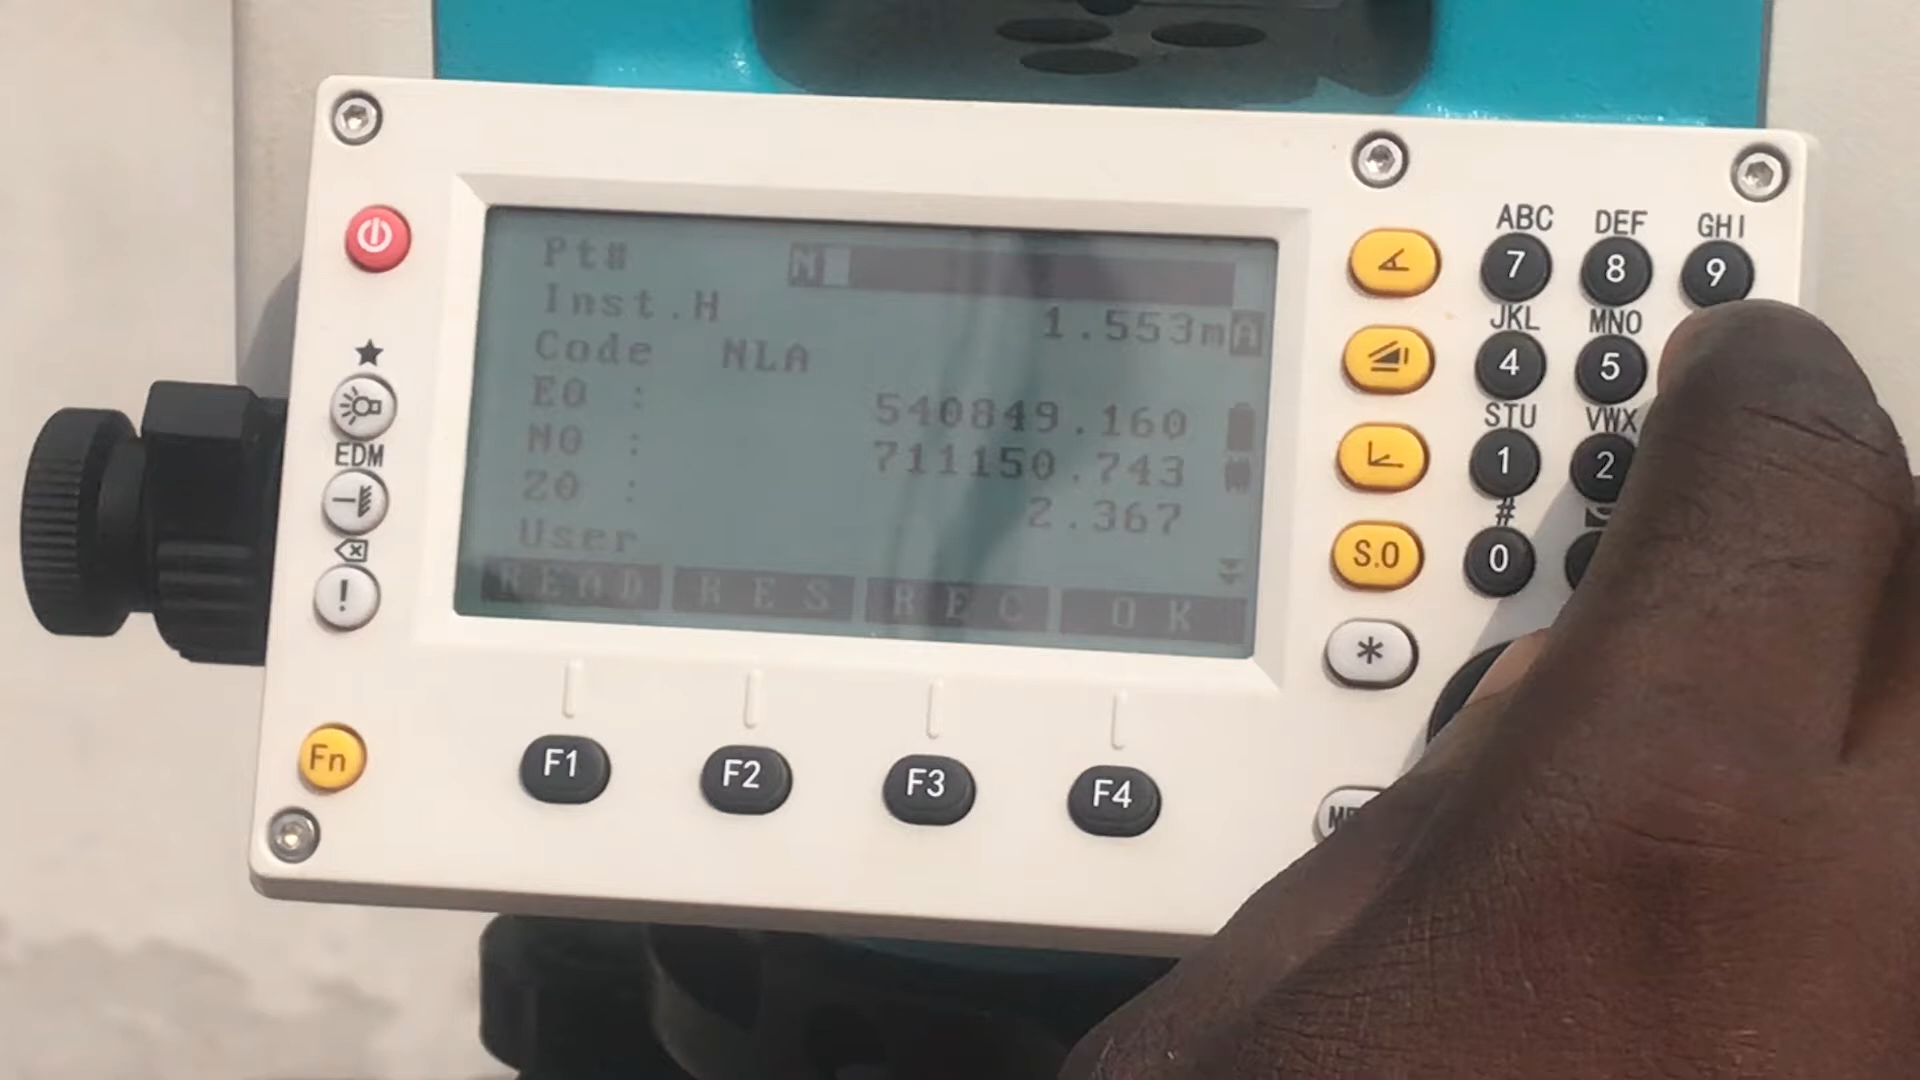 Pt# M
Inst.H 1.553m A
Code NLA
E0 : 540849.160
N0 : 711150.743
Z0 : 2.367
User
READ RES REC OK
EDM
!
Fn
F1 F2 F3 F4
ABC DEF GHI
7 8 9
JKL MNO
4 5
STU VWX
1 2
#
S.O 0
*